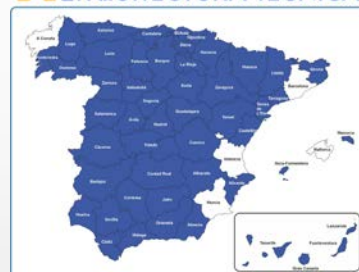 A Coruña
Lugo
Asturias
Cantabria
Bizkaia
Gipuzkoa
Álava
Navarra
Pontevedra
Ourense
León
Palencia
Burgos
La Rioja
Huesca
Lleida
Girona
Barcelona
Zamora
Valladolid
Soria
Zaragoza
Tarragona
Segovia
Guadalajara
Teruel
Salamanca
Ávila
Madrid
Castellón
Menorca
Mallorca
Cáceres
Toledo
Cuenca
Valencia
Ibiza-Formentera
Badajoz
Ciudad Real
Albacete
Alicante
Córdoba
Jaén
Murcia
Huelva
Sevilla
Granada
Almería
Cádiz
Málaga
Lanzarote
Tenerife
Fuerteventura
Gran Canaria